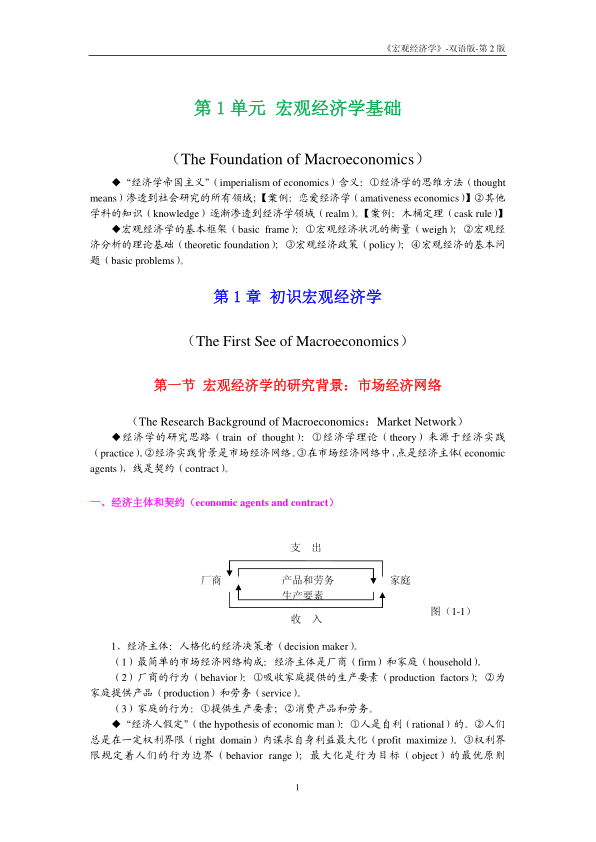 《宏观经济学》-双语版-第 2 版
第 1 单元 宏观经济学基础
（The Foundation of Macroeconomics）
◆ “经济学帝国主义”（imperialism of economics）含义：①经济学的思维方法（thought
means）渗透到社会研究的所有领域；【案例：恋爱经济学（amativeness economics）】②其他
学科的知识（knowledge）逐渐渗透到经济学领域（realm）。【案例：木桶定理（cask rule）】
◆宏观经济学的基本框架（basic frame）：①宏观经济状况的衡量（weigh）；②宏观经
济分析的理论基础（theoretic foundation）；③宏观经济政策（policy）；④宏观经济的基本问
题（basic problems）。
第 1 章 初识宏观经济学
（The First See of Macroeconomics）
第一节 宏观经济学的研究背景：市场经济网络
（The Research Background of Macroeconomics：Market Network）
◆经济学的研究思路（train of thought）：①经济学理论（theory）来源于经济实践
（practice）。②经济实践背景是市场经济网络。③在市场经济网络中，点是经济主体（economic
agents），线是契约（contract）。
一、经济主体和契约（economic agents and contract）
支 出
厂商 产品和劳务 家庭
生产要素
收 入
图（1-1）
1、经济主体：人格化的经济决策者（decision maker）。
（1）最简单的市场经济网络构成：经济主体是厂商（firm）和家庭（household）。
（2）厂商的行为（behavior）：①吸收家庭提供的生产要素（production factors）；②为
家庭提供产品（production）和劳务（service）。
（3）家庭的行为：①提供生产要素；②消费产品和劳务。
◆ “经济人假定”（the hypothesis of economic man）：①人是自利（rational）的。②人们
总是在一定权利界限（right domain）内谋求自身利益最大化（profit maximize）。③权利界
限规定着人们的行为边界（behavior range）；最大化是行为目标（object）的最优原则
1